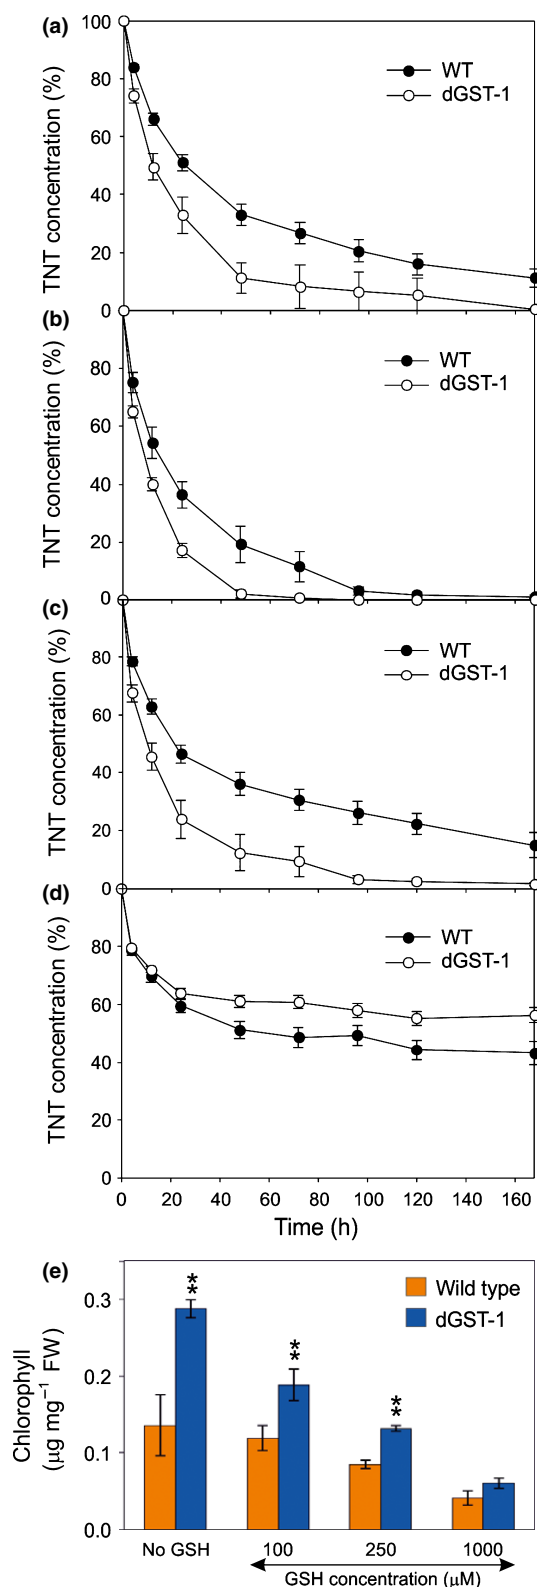 (a)
TNT concentration (%)
100
80
60
40
20
0
WT
dGST-1
(b)
TNT concentration (%)
80
60
40
20
0
WT
dGST-1
(c)
TNT concentration (%)
80
60
40
20
0
WT
dGST-1
(d)
TNT concentration (%)
80
60
40
20
0
WT
dGST-1
0 20 40 60 80 100 120 140 160
Time (h)
(e)
Chlorophyll
(µg mg⁻¹ FW)
0.3
0.2
0.1
0.0
Wild type
dGST-1
**
**
**
No GSH 100 250 1000
GSH concentration (µM)